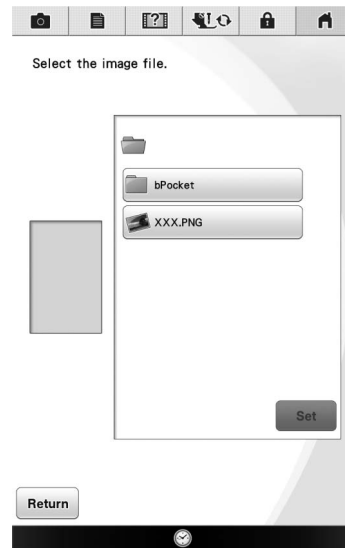 [?]
Select the image file.
bPocket
XXX.PNG
Set
Return